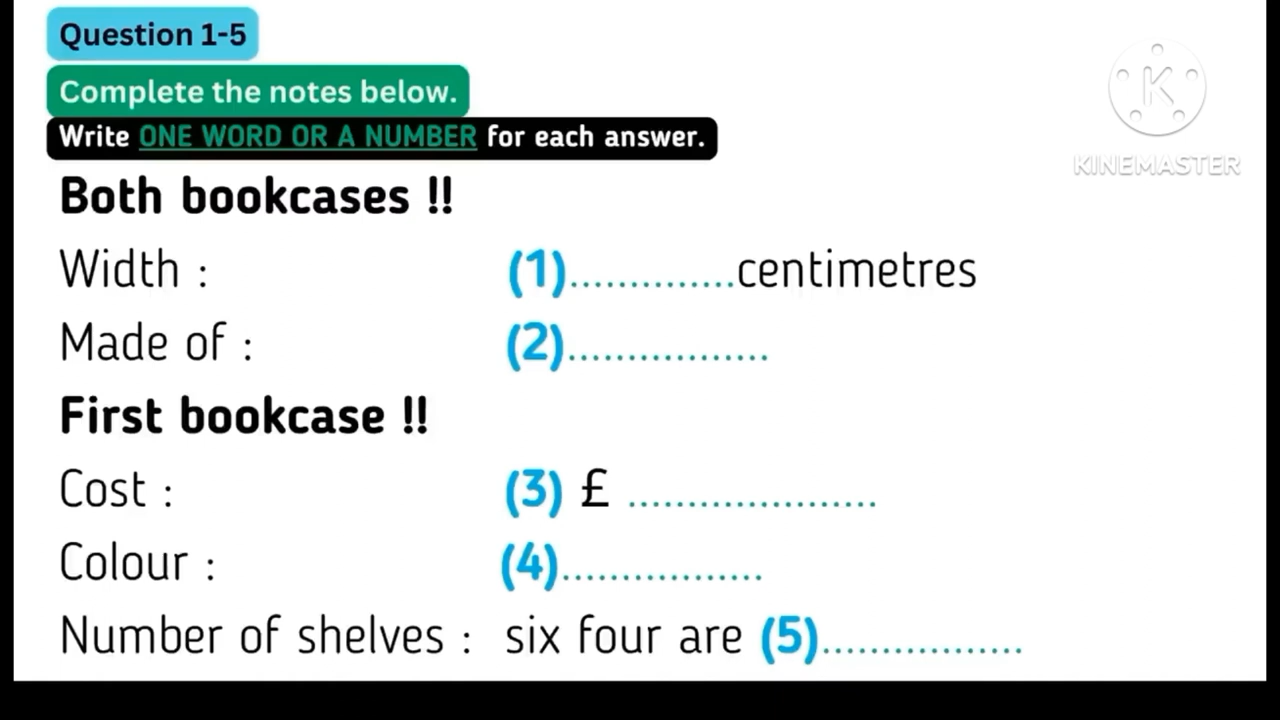 Question 1-5
Complete the notes below.
Write ONE WORD OR A NUMBER for each answer.
KINEMASTER
Both bookcases !!
Width : (1)..............centimetres
Made of : (2).................
First bookcase !!
Cost : (3) £ .....................
Colour : (4).................
Number of shelves : six four are (5).................